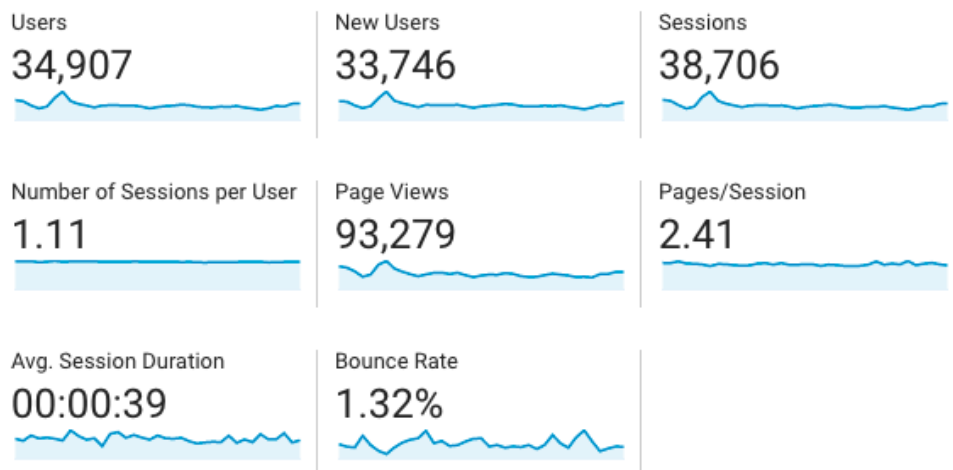 Users
34,907
New Users
33,746
Sessions
38,706
Number of Sessions per User
1.11
Page Views
93,279
Pages/Session
2.41
Avg. Session Duration
00:00:39
Bounce Rate
1.32%